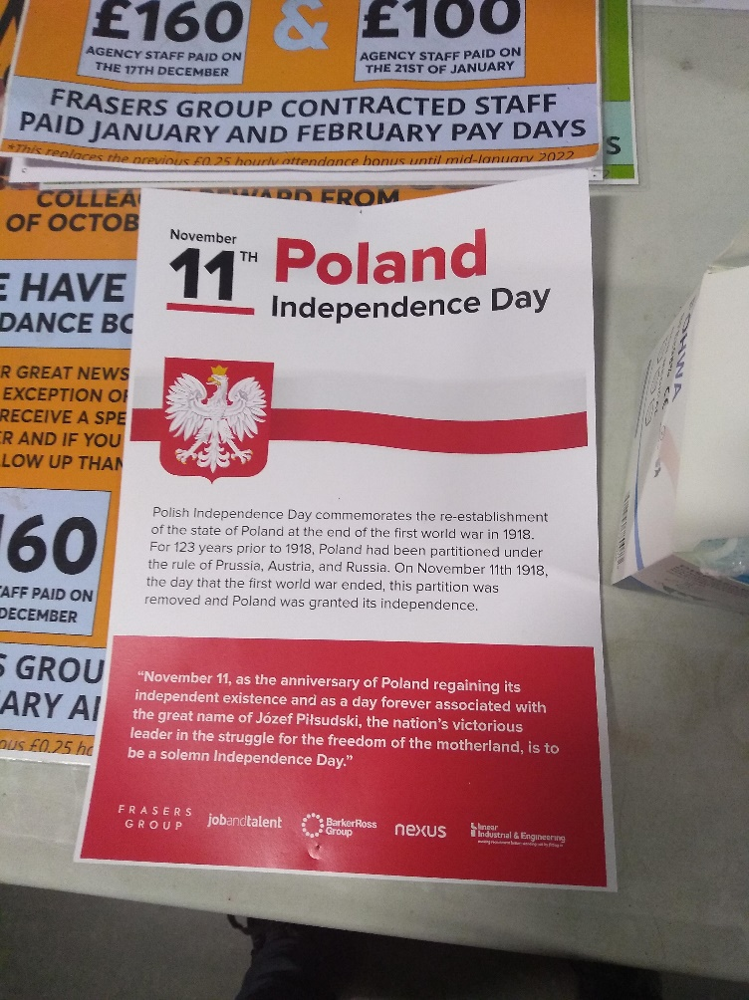 £160 & £100
AGENCY STAFF PAID ON
THE 17TH DECEMBER
AGENCY STAFF PAID ON
THE 21ST OF JANUARY
FRASERS GROUP CONTRACTED STAFF
PAID JANUARY AND FEBRUARY PAY DAYS
*This replaces the previous £0.25 hourly attendance bonus until mid-January 2022
S
COLLEA REWARD FROM
OF OCTOB
E HAVE
DANCE BO
R GREAT NEWS
EXCEPTION OF
RECEIVE A SPE
R AND IF YOU
LOW UP THAN
160
AFF PAID ON
DECEMBER
S GROU
ARY A
ous £0.25 ho
November
11TH
Poland
Independence Day
Polish Independence Day commemorates the re-establishment
of the state of Poland at the end of the first world war in 1918.
For 123 years prior to 1918, Poland had been partitioned under
the rule of Prussia, Austria, and Russia. On November 11th 1918,
the day that the first world war ended, this partition was
removed and Poland was granted its independence.
“November 11, as the anniversary of Poland regaining its
independent existence and as a day forever associated with
the great name of Józef Piłsudski, the nation’s victorious
leader in the struggle for the freedom of the motherland, is to
be a solemn Independence Day.”
FRASERS
GROUP
jobandtalent
BarkerRoss
Group
nexus
linear
Industrial & Engineering